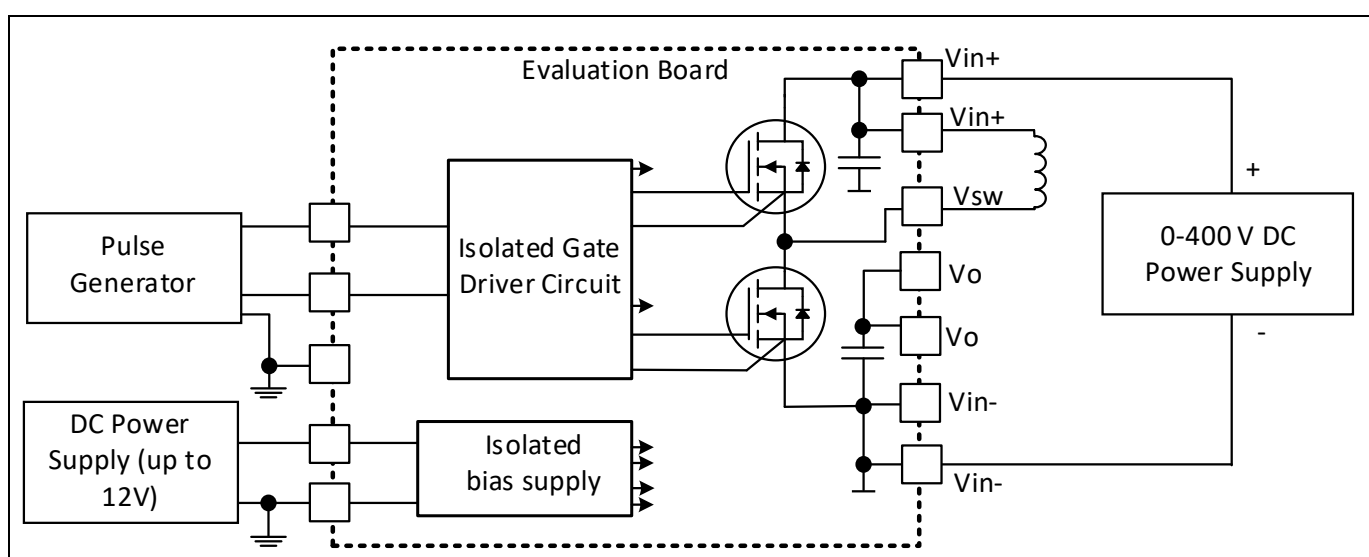 Evaluation Board
Vin+
Vin+
Vsw
Vo
Vo
Vin-
Vin-
Pulse
Generator
Isolated Gate
Driver Circuit
+
0-400 V DC
Power Supply
-
DC Power
Supply (up to
12V)
Isolated
bias supply